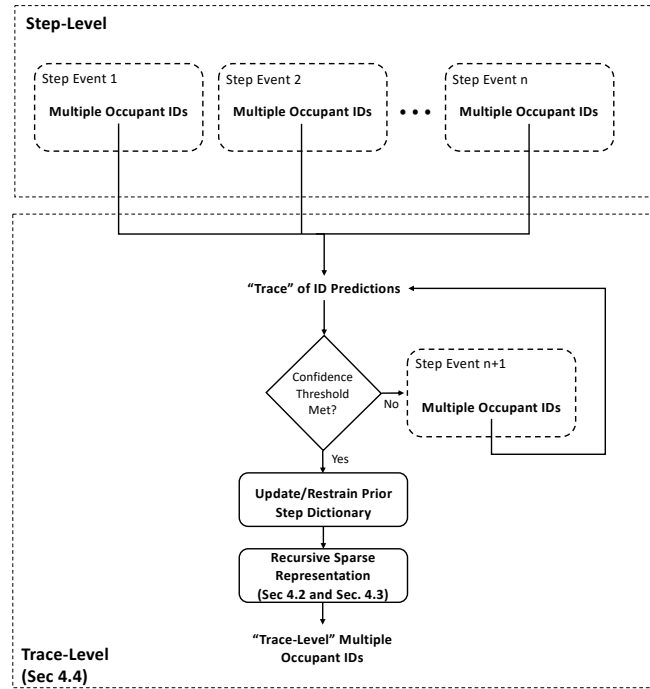 Step-Level
Step Event 1
Multiple Occupant IDs
Step Event 2
Multiple Occupant IDs
• • •
Step Event n
Multiple Occupant IDs
“Trace” of ID Predictions
Confidence
Threshold
Met?
No
Step Event n+1
Multiple Occupant IDs
Yes
Update/Restrain Prior
Step Dictionary
Recursive Sparse
Representation
(Sec 4.2 and Sec. 4.3)
“Trace-Level” Multiple
Occupant IDs
Trace-Level
(Sec 4.4)